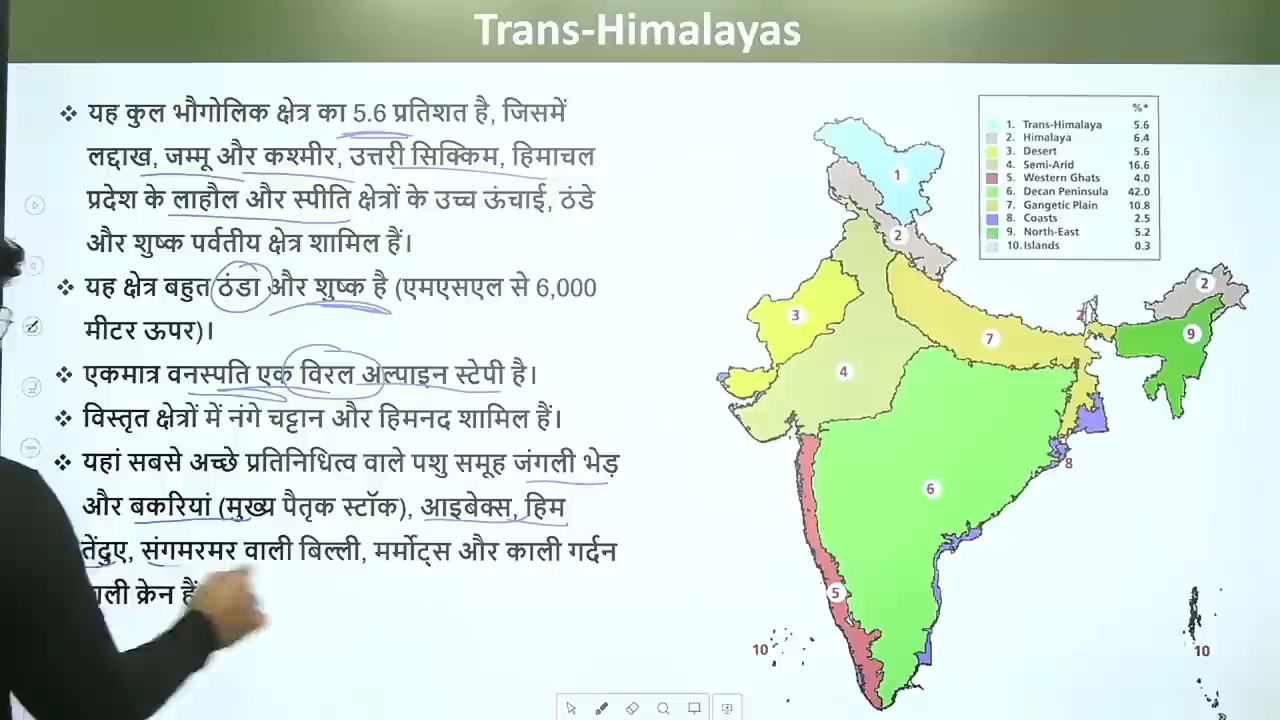 Trans-Himalayas
❖ यह कुल भौगोलिक क्षेत्र का 5.6 प्रतिशत है, जिसमें
लद्दाख, जम्मू और कश्मीर, उत्तरी सिक्किम, हिमाचल
प्रदेश के लाहौल और स्पीति क्षेत्रों के उच्च ऊंचाई, ठंडे
और शुष्क पर्वतीय क्षेत्र शामिल हैं।
❖ यह क्षेत्र बहुत ठंडा और शुष्क है (एमएसएल से 6,000
मीटर ऊपर)।
❖ एकमात्र वनस्पति एक विरल अल्पाइन स्टेपी है।
❖ विस्तृत क्षेत्रों में नंगे चट्टान और हिमनद शामिल हैं।
❖ यहां सबसे अच्छे प्रतिनिधित्व वाले पशु समूह जंगली भेड़
और बकरियां (मुख्य पैतृक स्टॉक), आइबेक्स, हिम
तेंदुए, संगमरमर वाली बिल्ली, मर्मोट्स और काली गर्दन
क्रेन
%*
1. Trans-Himalaya 5.6
2. Himalaya 6.4
3. Desert 5.6
4. Semi-Arid 16.6
5. Western Ghats 4.0
6. Decan Peninsula 42.0
7. Gangetic Plain 10.8
8. Coasts 2.5
9. North-East 5.2
10. Islands 0.3
1
2
2
2
3
9
7
4
8
6
5
10
10